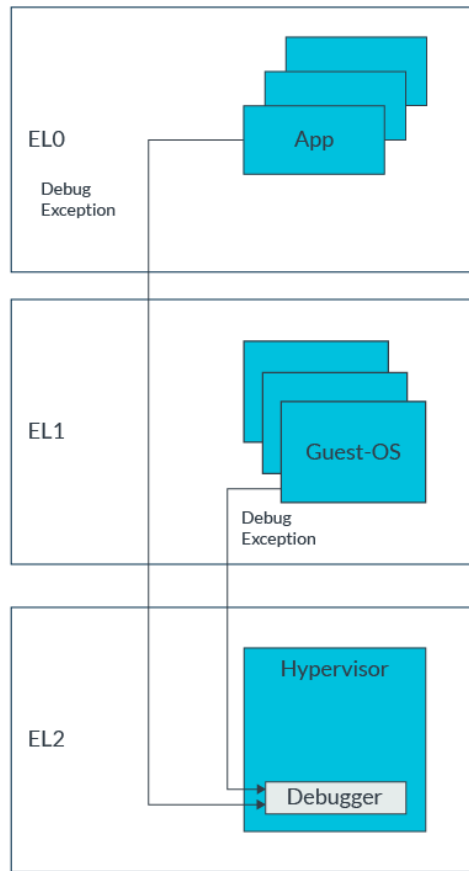 App
EL0
Debug
Exception
EL1
Guest-OS
Debug
Exception
Hypervisor
EL2
Debugger